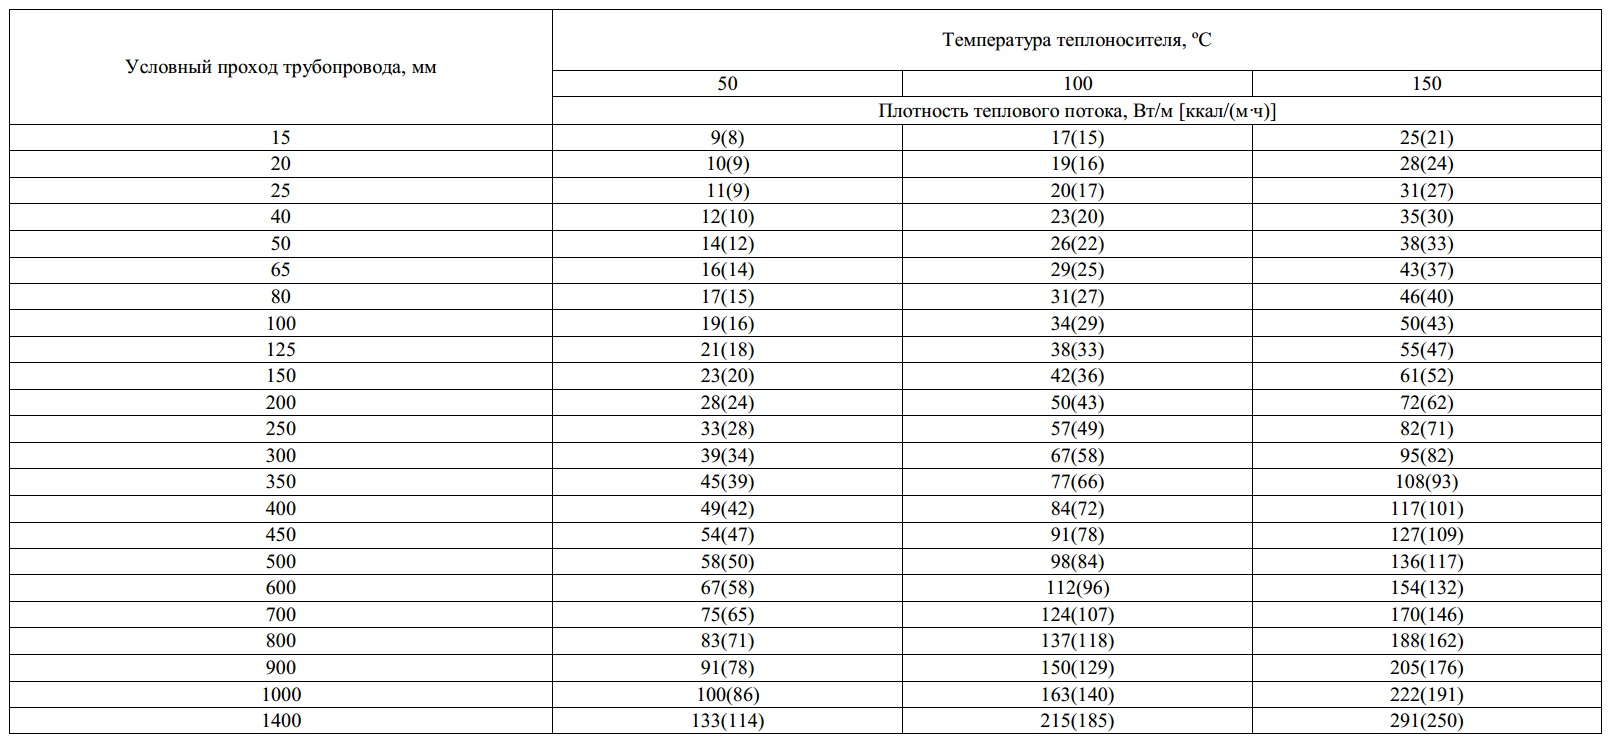 Условный проход трубопровода, мм
Температура теплоносителя, ºС
50 100 150
Плотность теплового потока, Вт/м [ккал/(м·ч)]
15 9(8) 17(15) 25(21)
20 10(9) 19(16) 28(24)
25 11(9) 20(17) 31(27)
40 12(10) 23(20) 35(30)
50 14(12) 26(22) 38(33)
65 16(14) 29(25) 43(37)
80 17(15) 31(27) 46(40)
100 19(16) 34(29) 50(43)
125 21(18) 38(33) 55(47)
150 23(20) 42(36) 61(52)
200 28(24) 50(43) 72(62)
250 33(28) 57(49) 82(71)
300 39(34) 67(58) 95(82)
350 45(39) 77(66) 108(93)
400 49(42) 84(72) 117(101)
450 54(47) 91(78) 127(109)
500 58(50) 98(84) 136(117)
600 67(58) 112(96) 154(132)
700 75(65) 124(107) 170(146)
800 83(71) 137(118) 188(162)
900 91(78) 150(129) 205(176)
1000 100(86) 163(140) 222(191)
1400 133(114) 215(185) 291(250)